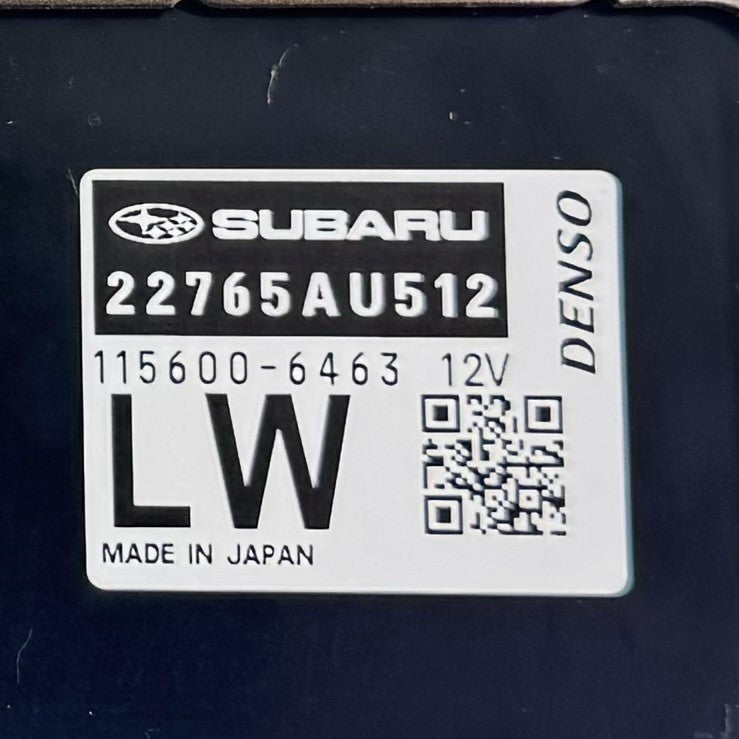 SUBARU
22765AU512
115600-6463 12V
LW
MADE IN JAPAN
DENSO